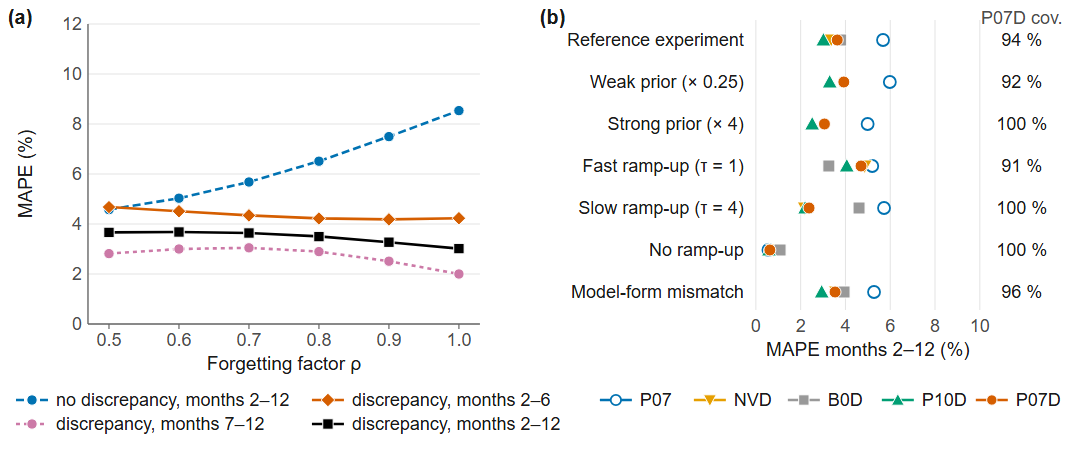 (a)
12
10
8
6
4
2
0
MAPE (%)
0.5 0.6 0.7 0.8 0.9 1.0
Forgetting factor ρ
no discrepancy, months 2–12
discrepancy, months 2–6
discrepancy, months 7–12
discrepancy, months 2–12
(b)
P07D cov.
Reference experiment 94 %
Weak prior (× 0.25) 92 %
Strong prior (× 4) 100 %
Fast ramp-up (τ = 1) 91 %
Slow ramp-up (τ = 4) 100 %
No ramp-up 100 %
Model-form mismatch 96 %
0 2 4 6 8 10
MAPE months 2–12 (%)
P07 NVD B0D P10D P07D